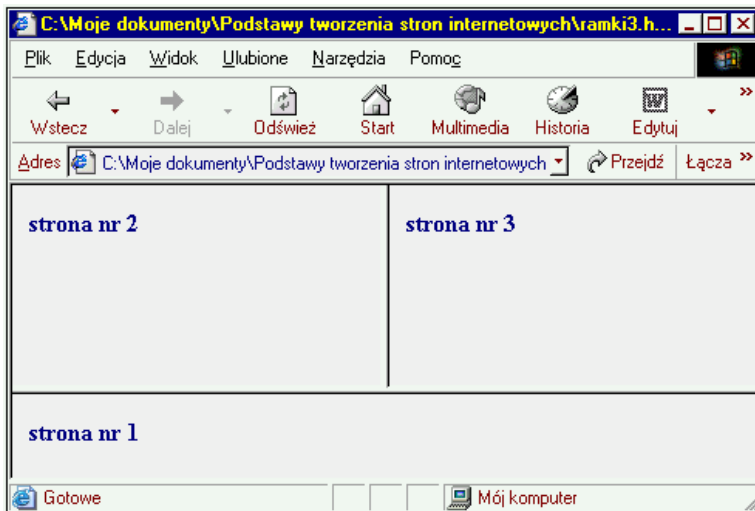 C:\Moje dokumenty\Podstawy tworzenia stron internetowych\ramki3.h...
Plik Edycja Widok Ulubione Narzędzia Pomoc
Wstecz Dalej Odśwież Start Multimedia Historia Edytuj »
Adres C:\Moje dokumenty\Podstawy tworzenia stron internetowych Przejdź Łącza »
strona nr 2 strona nr 3
strona nr 1
Gotowe Mój komputer